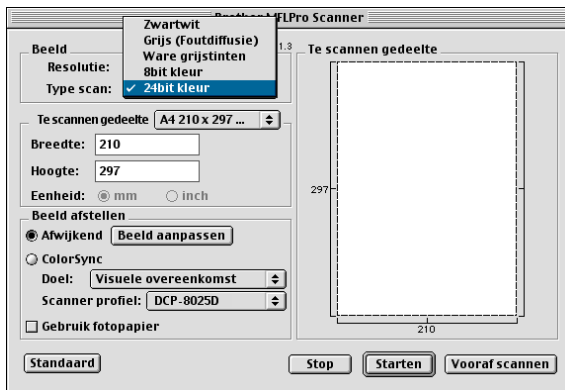 Brother MFLPro Scanner
Beeld
1.3
Resolutie:
Type scan:
Zwartwit
Grijs (Foutdiffusie)
Ware grijstinten
8bit kleur
✓ 24bit kleur
Te scannen gedeelte A4 210 x 297 ...
Breedte: 210
Hoogte: 297
Eenheid: mm inch
Beeld afstellen
Afwijkend Beeld aanpassen
ColorSync
Doel: Visuele overeenkomst
Scanner profiel: DCP-8025D
Gebruik fotopapier
Te scannen gedeelte
297
210
Standaard Stop Starten Vooraf scannen